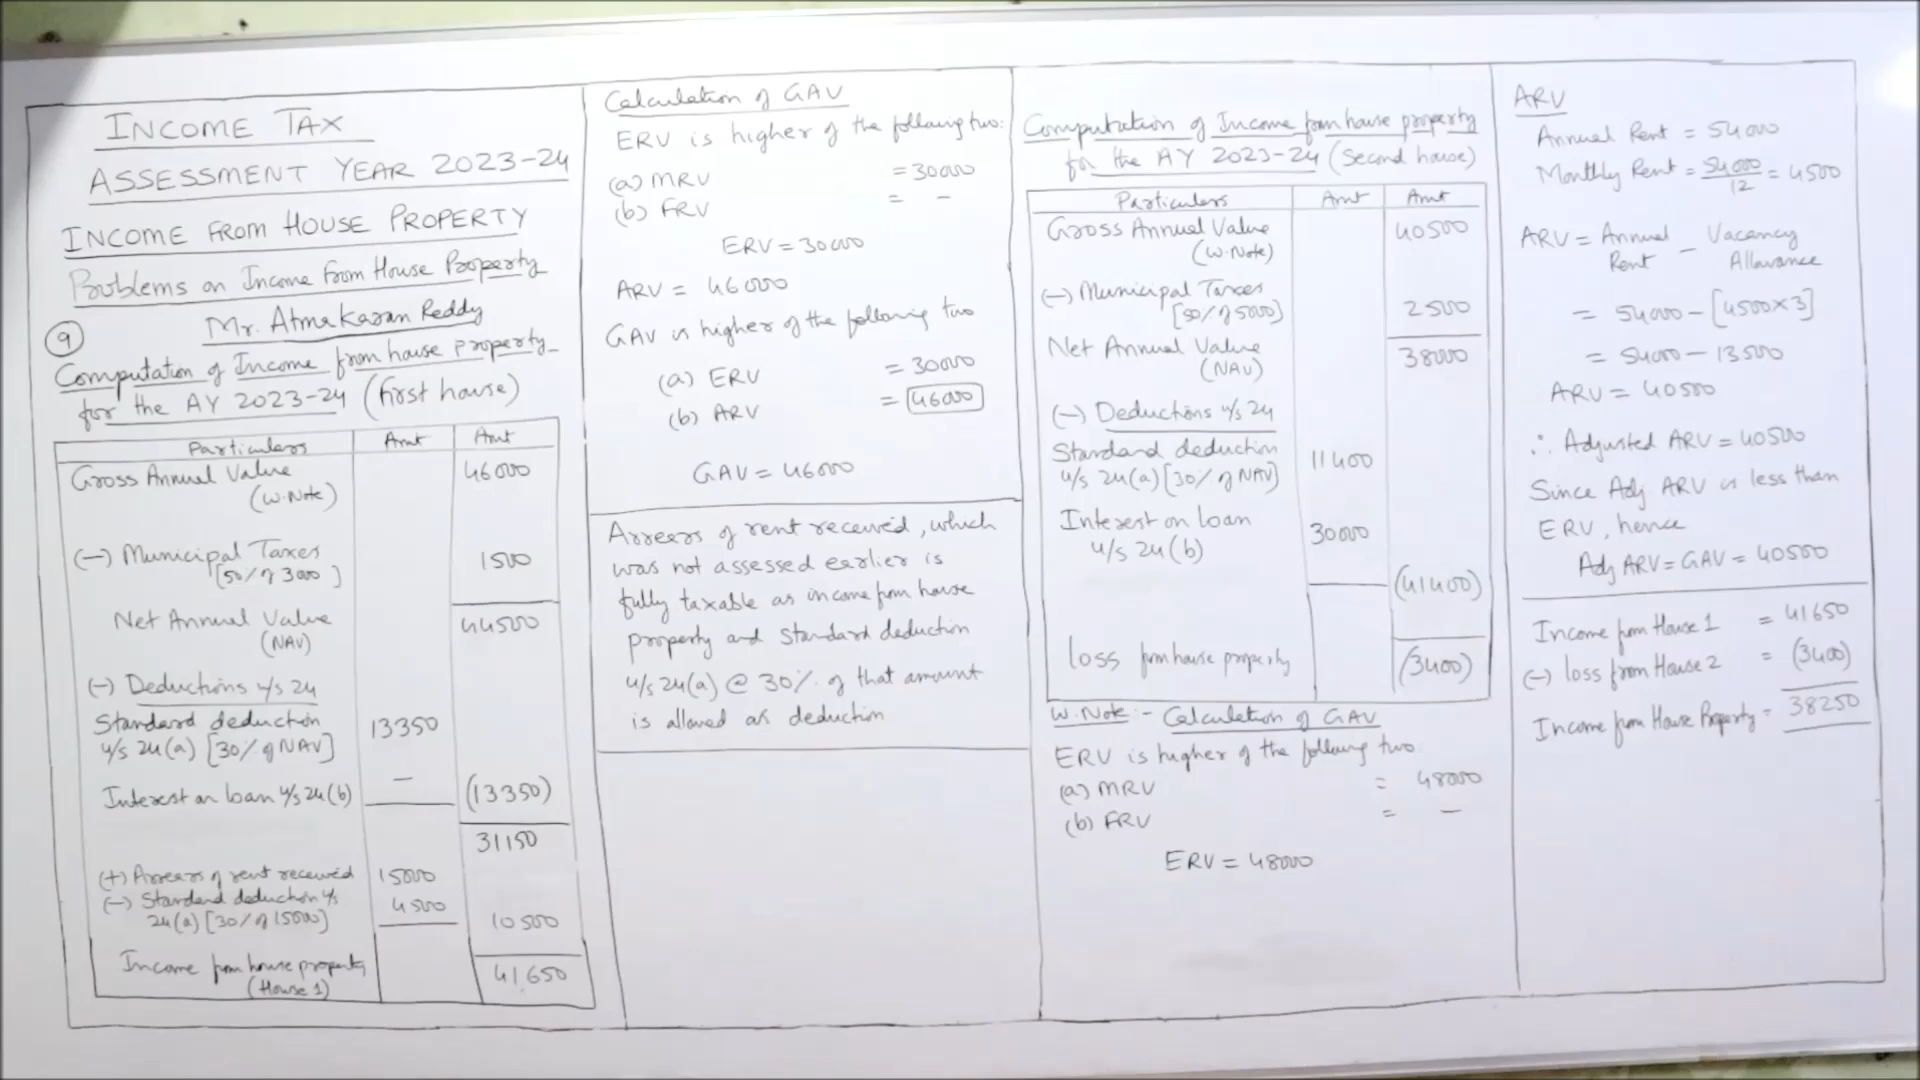 INCOME TAX
ASSESSMENT YEAR 2023-24
INCOME FROM HOUSE PROPERTY
Problems on Income from House Property
9 Mr. Atmakaran Reddy
Computation of Income from house property
for the AY 2023-24 (first house)
Particulars Amt Amt
Gross Annual Value 46000
(W.Note)
(-) Municipal Taxes 1500
[50% of 3000]
Net Annual Value 44500
(NAV)
(-) Deductions u/s 24
Standard deduction 13350
u/s 24(a) [30% of NAV]
Interest on loan u/s 24(b) — (13350)
31150
(+) Arrears of rent received 15000
(-) Standard deduction u/s 4500
24(a) [30% of 15000] 10500
Income from house property 41650
(House 1)
Calculation of GAV
ERV is higher of the following two:
(a) MRV = 30000
(b) FRV = -
ERV = 30000
ARV = 46000
GAV is higher of the following two
(a) ERV = 30000
(b) ARV = 46000
GAV = 46000
Arrears of rent received, which
was not assessed earlier is
fully taxable as income from house
property and standard deduction
u/s 24(a) @ 30% of that amount
is allowed as deduction
Computation of Income from house property
for the AY 2023-24 (second house)
Particulars Amt Amt
Gross Annual Value 40500
(W.Note)
(-) Municipal Taxes 2500
[50% of 5000]
Net Annual Value 38000
(NAV)
(-) Deductions u/s 24
Standard deduction 11400
u/s 24(a) [30% of NAV]
Interest on loan 30000
u/s 24(b)
(41400)
loss from house property (3400)
W.Note:- Calculation of GAV
ERV is higher of the following two
(a) MRV = 48000
(b) FRV = —
ERV = 48000
ARV
Annual Rent = 54000
Monthly Rent = 54000/12 = 4500
ARV = Annual Rent - Vacancy Allowance
= 54000 - [4500×3]
= 54000 - 13500
ARV = 40500
∴ Adjusted ARV = 40500
Since Adj ARV is less than
ERV, hence
Adj ARV = GAV = 40500
Income from House 1 = 41650
(-) loss from House 2 = (3400)
Income from House Property = 38250